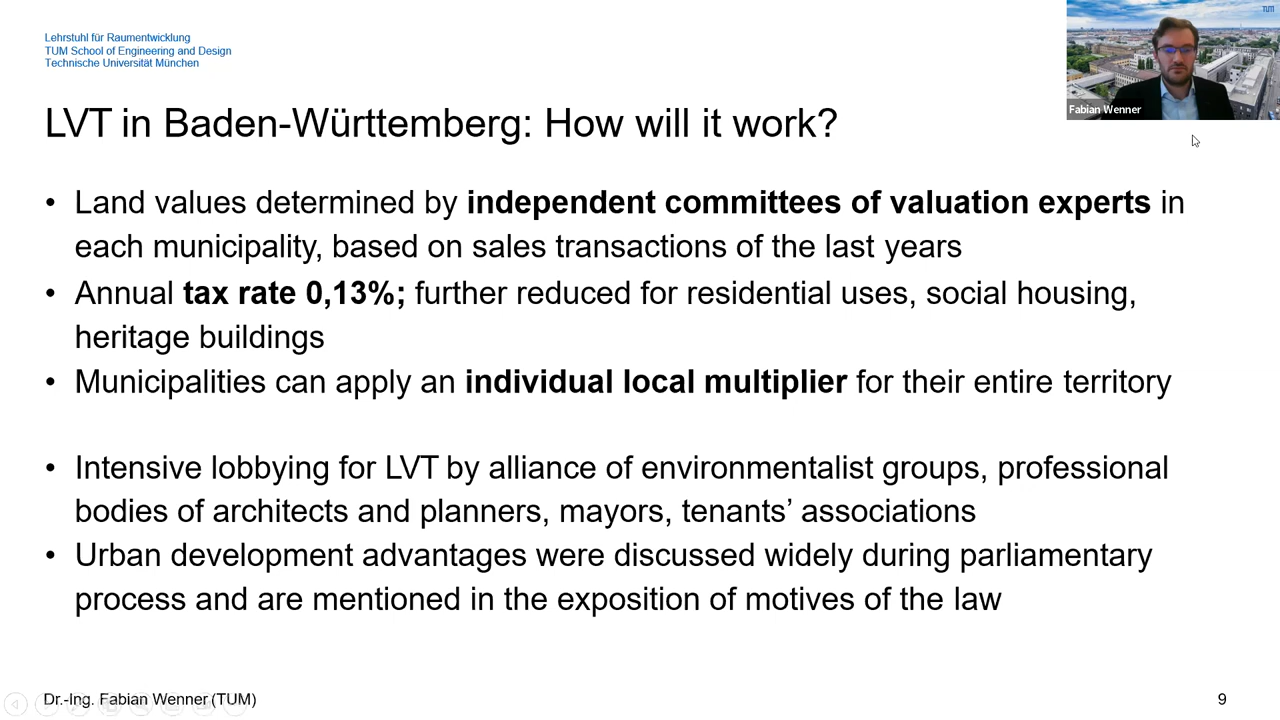 Lehrstuhl für Raumentwicklung
TUM School of Engineering and Design
Technische Universität München
TUM
Fabian Wenner
LVT in Baden-Württemberg: How will it work?
• Land values determined by independent committees of valuation experts in
each municipality, based on sales transactions of the last years
• Annual tax rate 0,13%; further reduced for residential uses, social housing,
heritage buildings
• Municipalities can apply an individual local multiplier for their entire territory
• Intensive lobbying for LVT by alliance of environmentalist groups, professional
bodies of architects and planners, mayors, tenants’ associations
• Urban development advantages were discussed widely during parliamentary
process and are mentioned in the exposition of motives of the law
Dr.-Ing. Fabian Wenner (TUM)
9